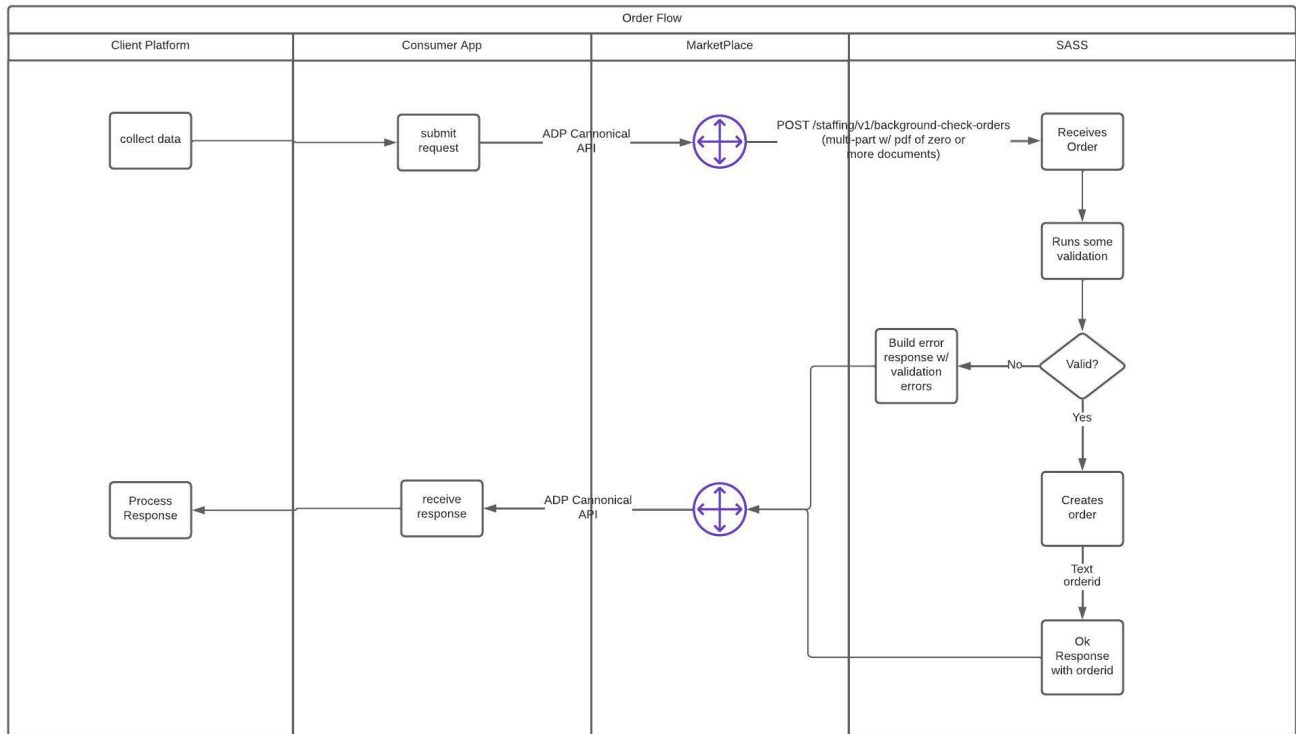 Order Flow
Client Platform
Consumer App
MarketPlace
SASS
collect data
submit
request
ADP Cannonical
API
POST /staffing/v1/background-check-orders
(multi-part w/ pdf of zero or
more documents)
Receives
Order
Runs some
validation
Build error
response w/
validation
errors
No
Valid?
Yes
Process
Response
receive
response
ADP Cannonical
API
Creates
order
Text
orderid
Ok
Response
with orderid